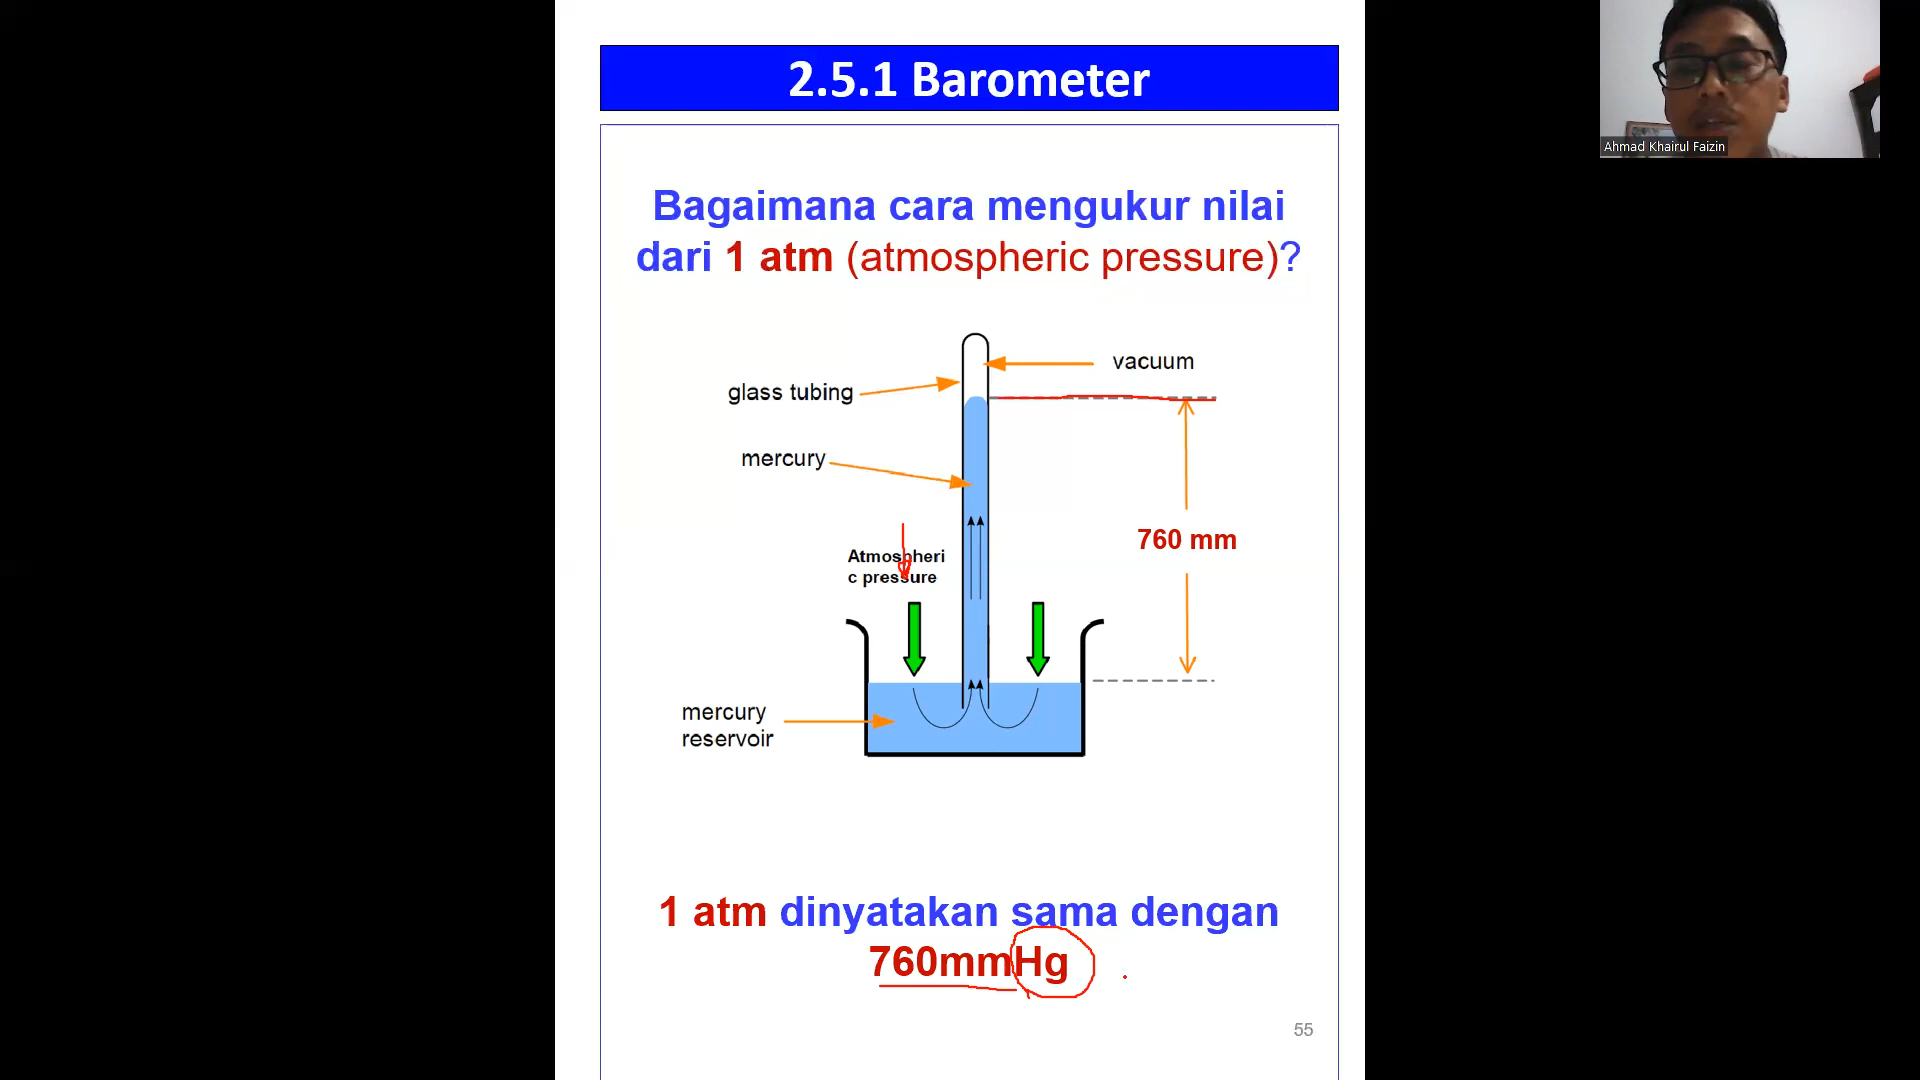 2.5.1 Barometer
Ahmad Khairul Faizin
Bagaimana cara mengukur nilai
dari 1 atm (atmospheric pressure)?
vacuum
glass tubing
mercury
760 mm
Atmospheri
c pressure
mercury
reservoir
1 atm dinyatakan sama dengan
760mmHg
55